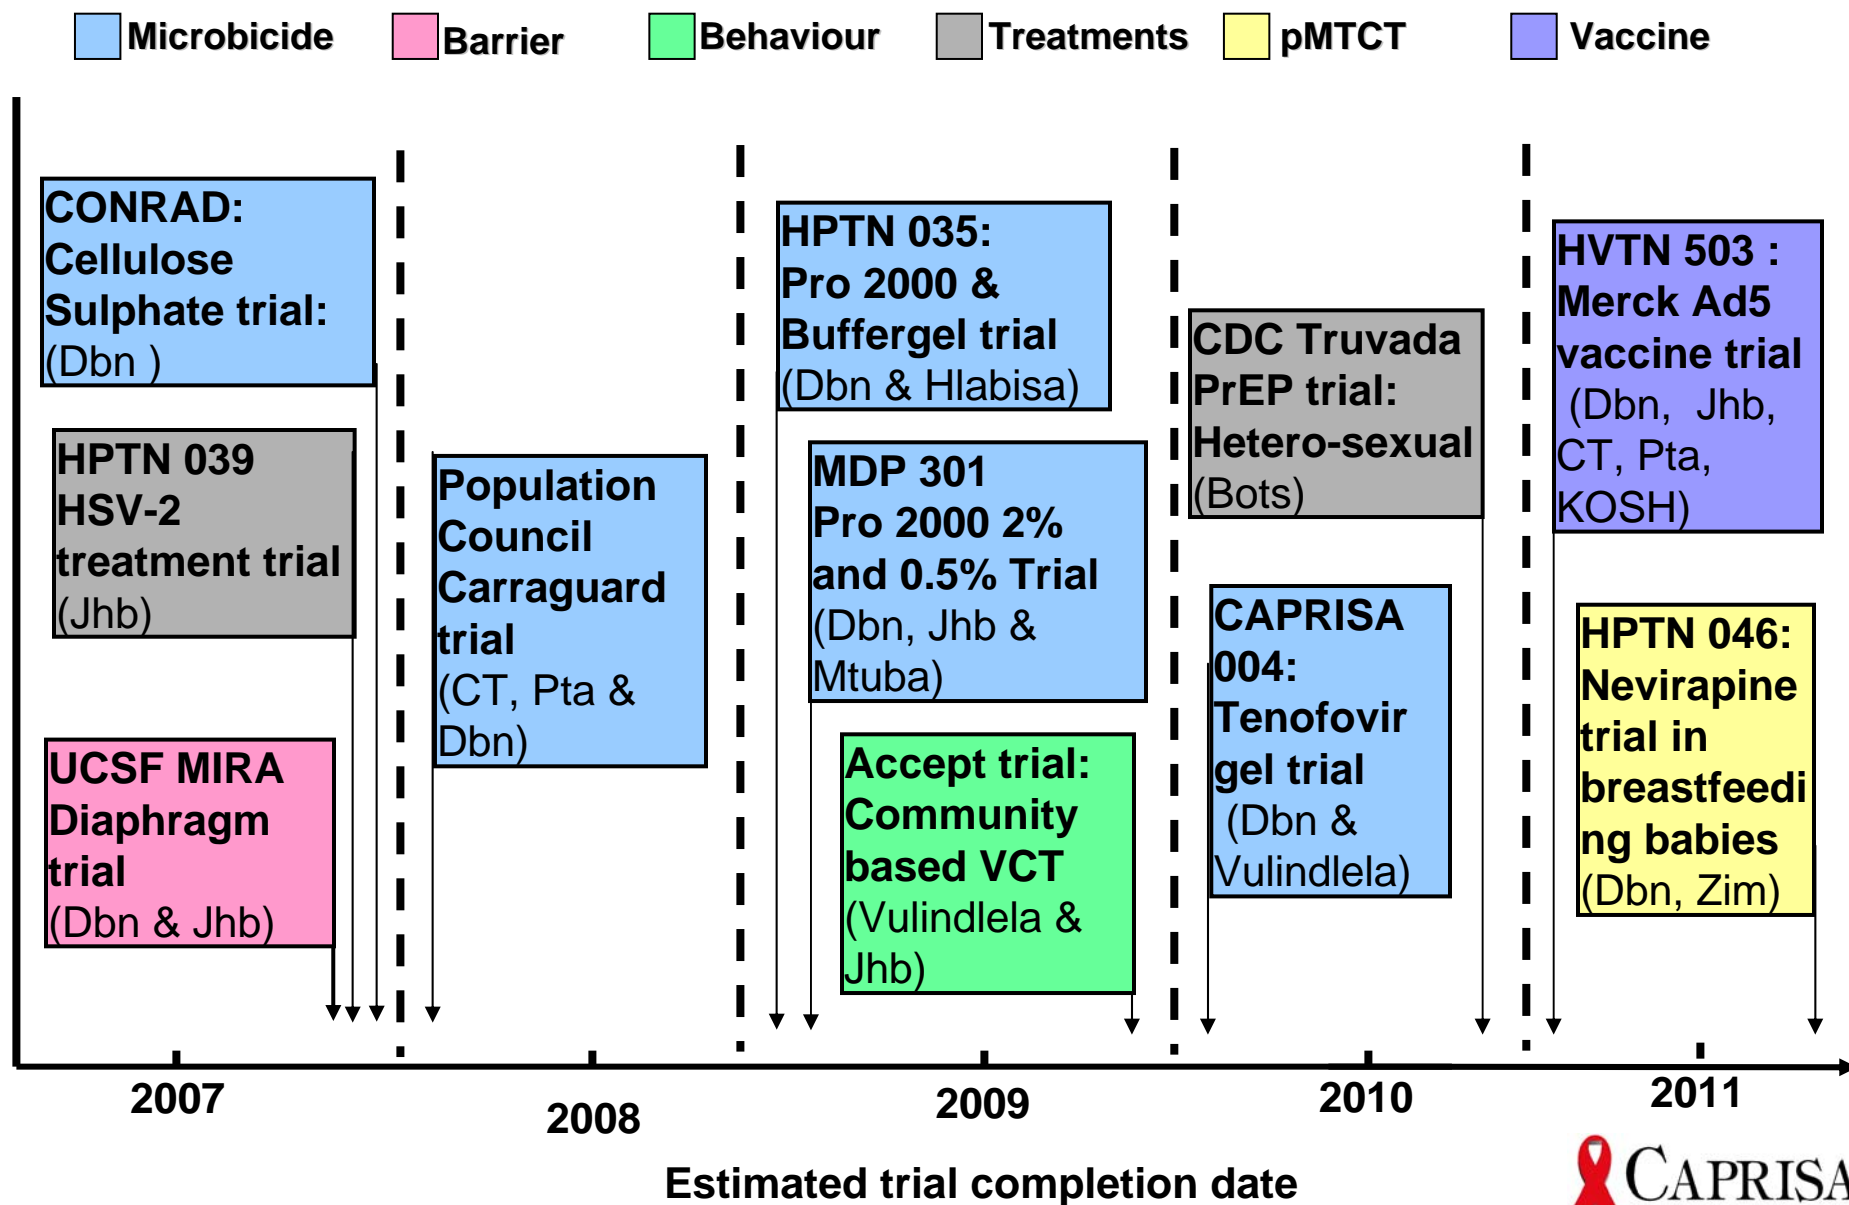 Microbicide
Barrier
Behaviour
Treatments
pMTCT
Vaccine
CONRAD:
Cellulose
Sulphate trial:
(Dbn )
HPTN 039
HSV-2
treatment trial
(Jhb)
UCSF MIRA
Diaphragm
trial
(Dbn & Jhb)
Population
Council
Carraguard
trial
(CT, Pta &
Dbn)
HPTN 035:
Pro 2000 &
Buffergel trial
(Dbn & Hlabisa)
MDP 301
Pro 2000 2%
and 0.5% Trial
(Dbn, Jhb &
Mtuba)
Accept trial:
Community
based VCT
(Vulindlela &
Jhb)
CDC Truvada
PrEP trial:
Hetero-sexual
(Bots)
CAPRISA
004:
Tenofovir
gel trial
(Dbn &
Vulindlela)
HVTN 503 :
Merck Ad5
vaccine trial
(Dbn, Jhb,
CT, Pta,
KOSH)
HPTN 046:
Nevirapine
trial in
breastfeedi
ng babies
(Dbn, Zim)
2007
2008
2009
2010
2011
Estimated trial completion date
CAPRISA